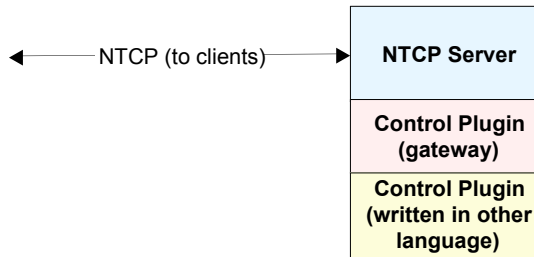 NTCP (to clients)
NTCP Server
Control Plugin
(gateway)
Control Plugin
(written in other
language)